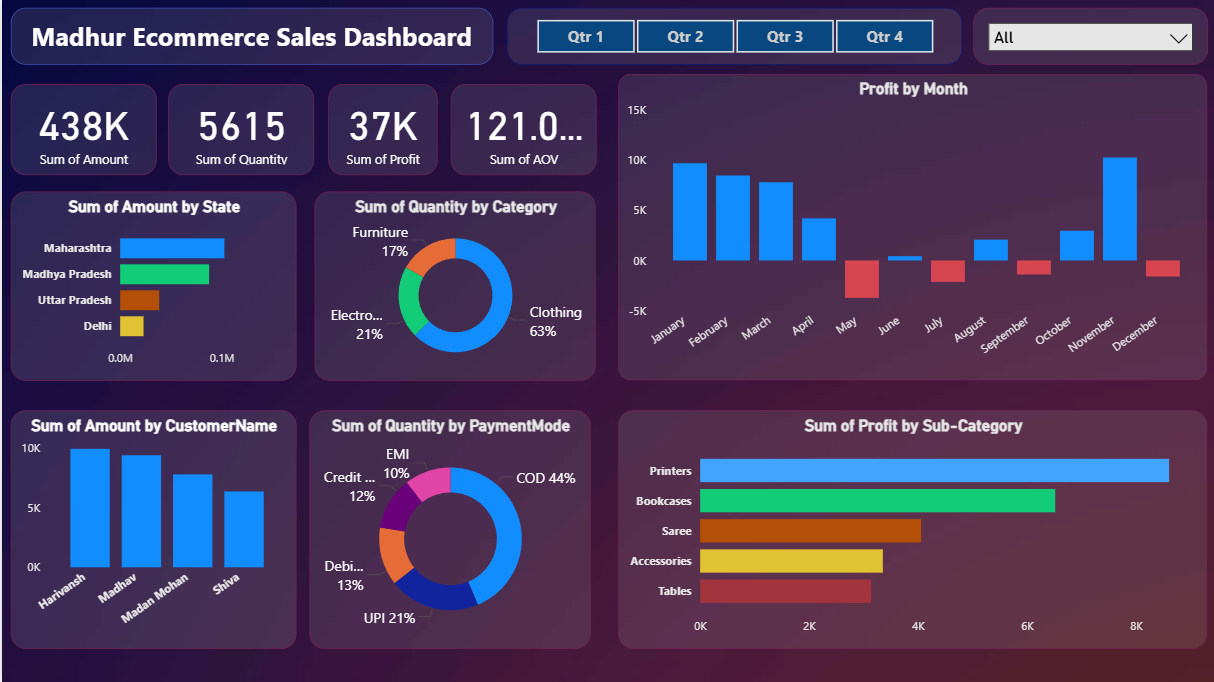 Madhur Ecommerce Sales Dashboard
Qtr 1
Qtr 2
Qtr 3
Qtr 4
All
438K
Sum of Amount
5615
Sum of Quantity
37K
Sum of Profit
121.0...
Sum of AOV
Profit by Month
15K
10K
5K
0K
-5K
January
February
March
April
May
June
July
August
September
October
November
December
Sum of Amount by State
Maharashtra
Madhya Pradesh
Uttar Pradesh
Delhi
0.0M
0.1M
Sum of Quantity by Category
Furniture
17%
Electro...
21%
Clothing
63%
Sum of Amount by CustomerName
10K
5K
0K
Harivansh
Madhav
Madan Mohan
Shiva
Sum of Quantity by PaymentMode
EMI
10%
Credit ...
12%
Debi...
13%
UPI 21%
COD 44%
Sum of Profit by Sub-Category
Printers
Bookcases
Saree
Accessories
Tables
0K
2K
4K
6K
8K